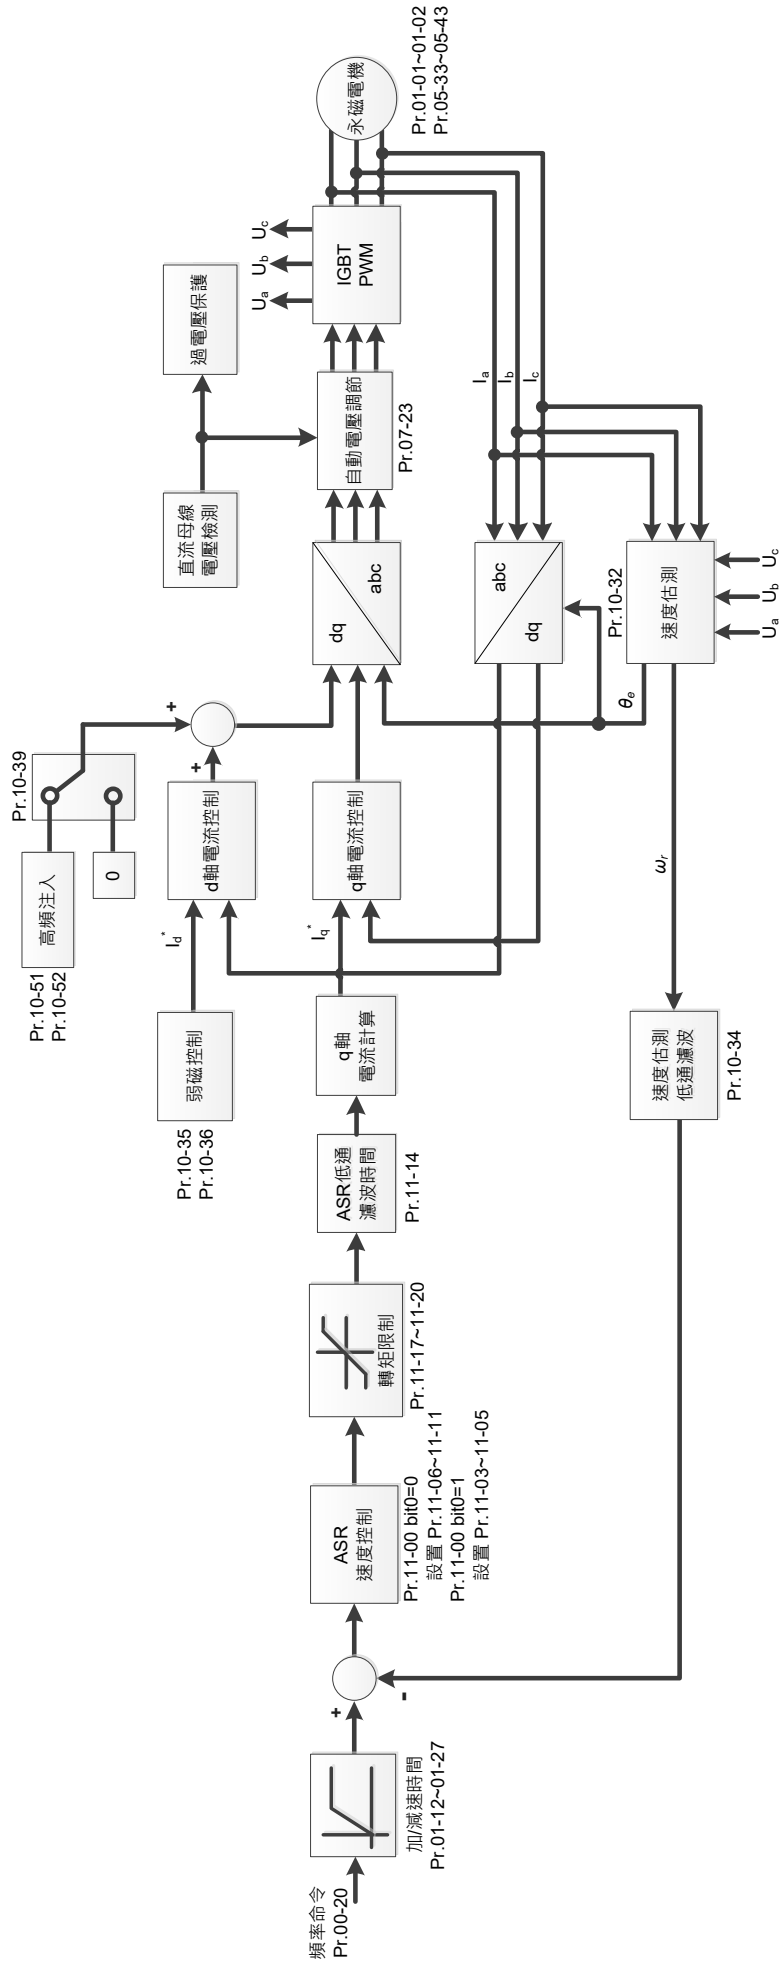 頻率命令
Pr.00-20
加/減速時間
Pr.01-12~01-27
+
-
ASR
速度控制
Pr.11-00 bit0=0
設置 Pr.11-06~11-11
Pr.11-00 bit0=1
設置 Pr.11-03~11-05
轉矩限制
Pr.11-17~11-20
ASR低通
濾波時間
Pr.11-14
q軸
電流計算
Iq*
q軸電流控制
Pr.10-35
Pr.10-36
弱磁控制
Id*
d軸電流控制
+
+
Pr.10-51
Pr.10-52
高頻注入
0
Pr.10-39
dq
abc
直流母線
電壓檢測
過電壓保護
自動電壓調節
Pr.07-23
IGBT
PWM
Ua
Ub
Uc
永磁電機
Pr.01-01~01-02
Pr.05-33~05-43
Ia
Ib
Ic
abc
dq
Pr.10-32
速度估測
Ua
Ub
Uc
θe
ωr
速度估測
低通濾波
Pr.10-34